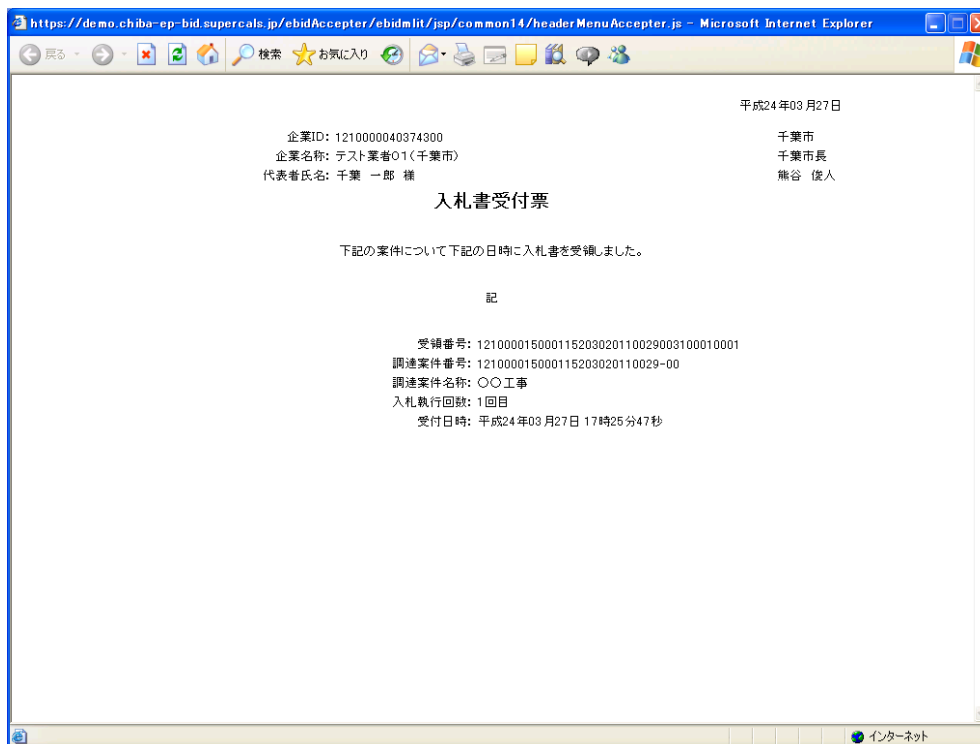 https://demo.chiba-ep-bid.supercals.jp/ebidAccepter/ebidmlit/jsp/common14/headerMenuAccepter.js - Microsoft Internet Explorer
戻る 検索 お気に入り
平成24年03月27日
企業ID: 1210000040374300 千葉市
企業名称: テスト業者01(千葉市) 千葉市長
代表者氏名: 千葉 一郎 様 熊谷 俊人
入札書受付票
下記の案件について下記の日時に入札書を受領しました。
記
受領番号: 12100001500011520302011002900310001​0001
調達案件番号: 121000015000115203020110029-00
調達案件名称: 〇〇工事
入札執行回数: 1回目
受付日時: 平成24年03月27日 17時25分47秒
インターネット